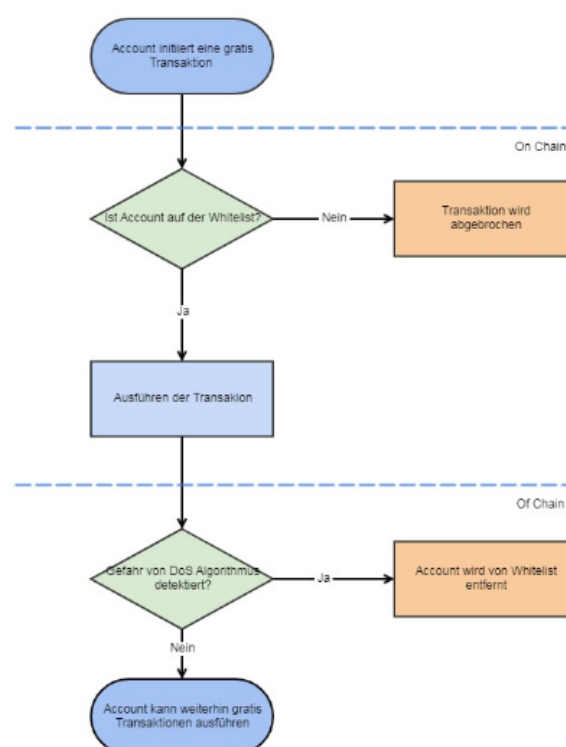 Account initiiert eine gratis
Transaktion
On Chain
Ist Account auf der Whitelist?
Nein
Transaktion wird
abgebrochen
Ja
Ausführen der Transakion
Of Chain
Gefahr von DoS Algorithmus
detektiert?
Ja
Account wird von Whitelist
entfernt
Nein
Account kann weiterhin gratis
Transaktionen ausführen